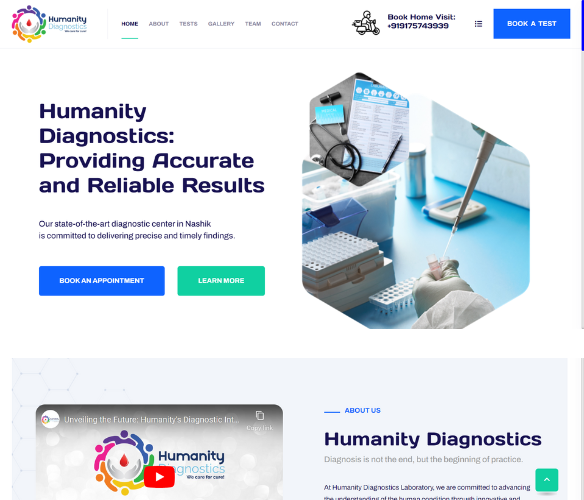 Humanity
Diagnostics
We care for cure!
HOME
ABOUT
TESTS
GALLERY
TEAM
CONTACT
Book Home Visit:
+919175743939
BOOK A TEST
Humanity
Diagnostics:
Providing Accurate
and Reliable Results
Our state-of-the-art diagnostic center in Nashik
is committed to delivering precise and timely findings.
BOOK AN APPOINTMENT
LEARN MORE
Unveiling the Future: Humanity's Diagnostic Int...
Copy link
Humanity
Diagnostics
We care for cure!
ABOUT US
Humanity Diagnostics
Diagnosis is not the end, but the beginning of practice.
At Humanity Diagnostics Laboratory, we are committed to advancing
the understanding of the human condition through innovative and